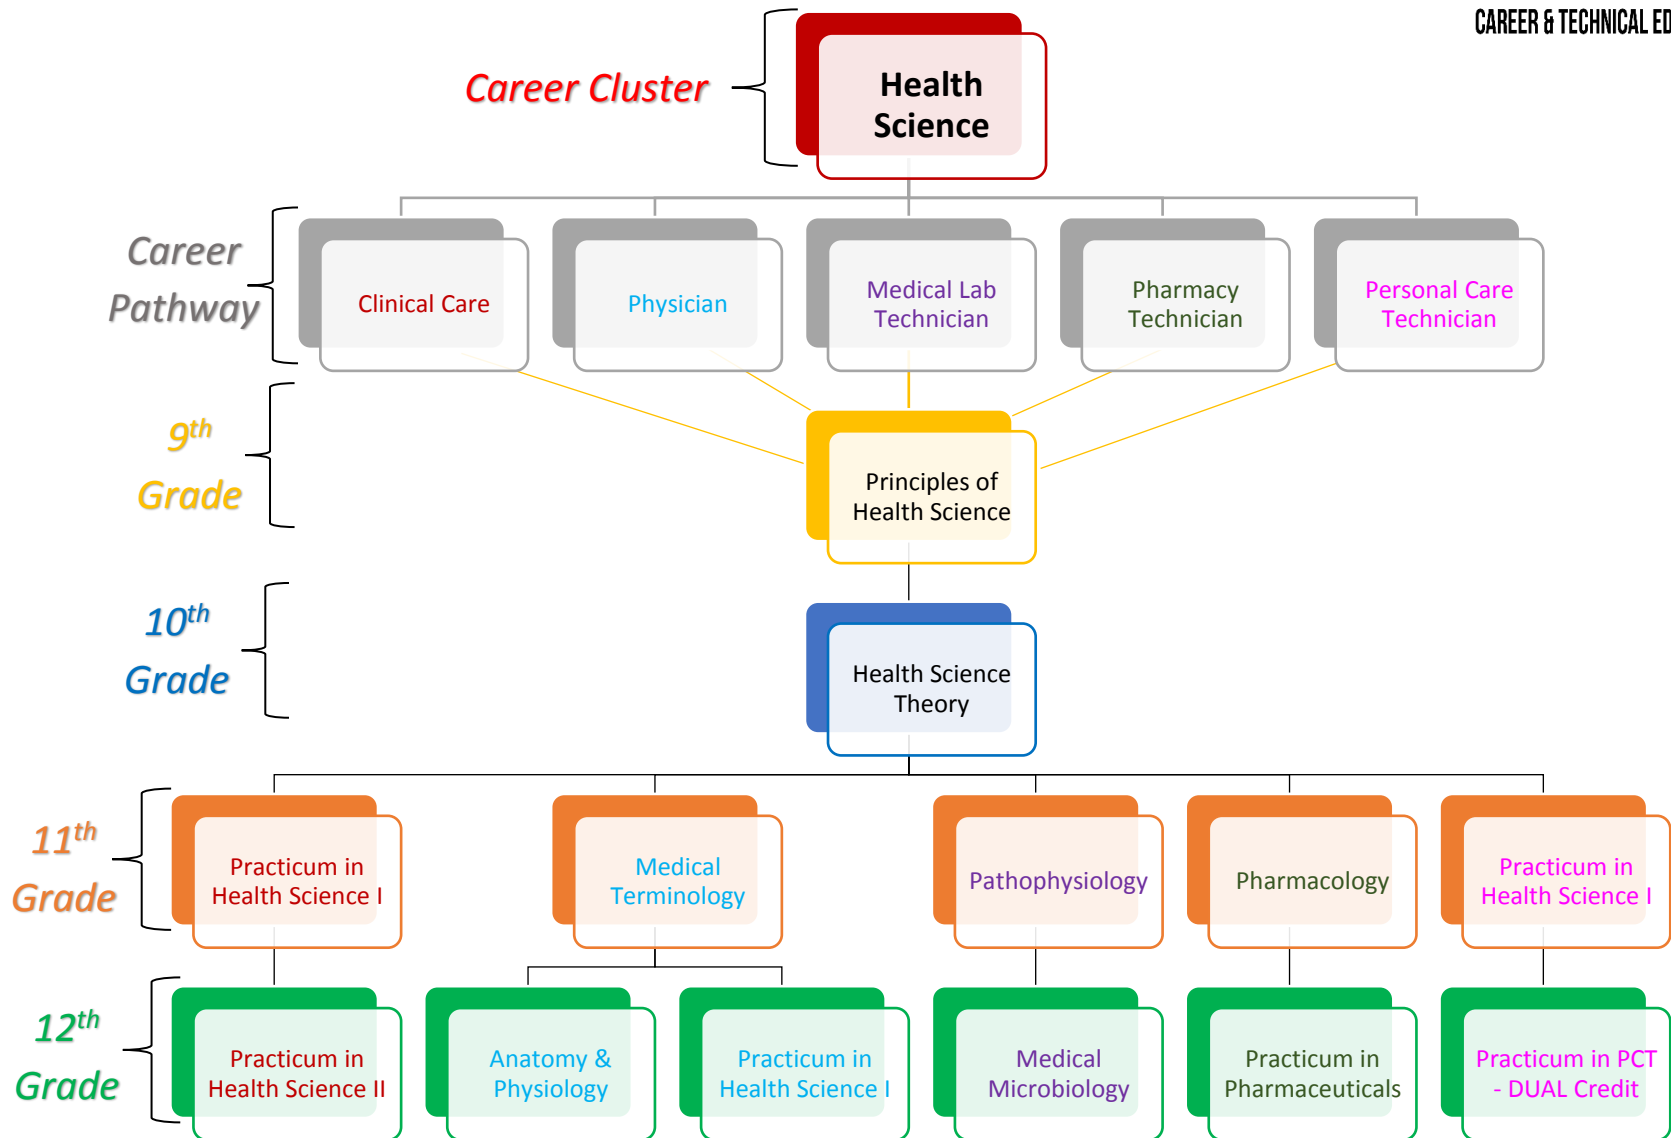 CAREER & TECHNICAL ED
Career Cluster
Health
Science
Career
Pathway
Clinical Care
Physician
Medical Lab
Technician
Pharmacy
Technician
Personal Care
Technician
9th
Grade
Principles of
Health Science
10th
Grade
Health Science
Theory
11th
Grade
Practicum in
Health Science I
Medical
Terminology
Pathophysiology
Pharmacology
Practicum in
Health Science I
12th
Grade
Practicum in
Health Science II
Anatomy &
Physiology
Practicum in
Health Science I
Medical
Microbiology
Practicum in
Pharmaceuticals
Practicum in PCT
- DUAL Credit